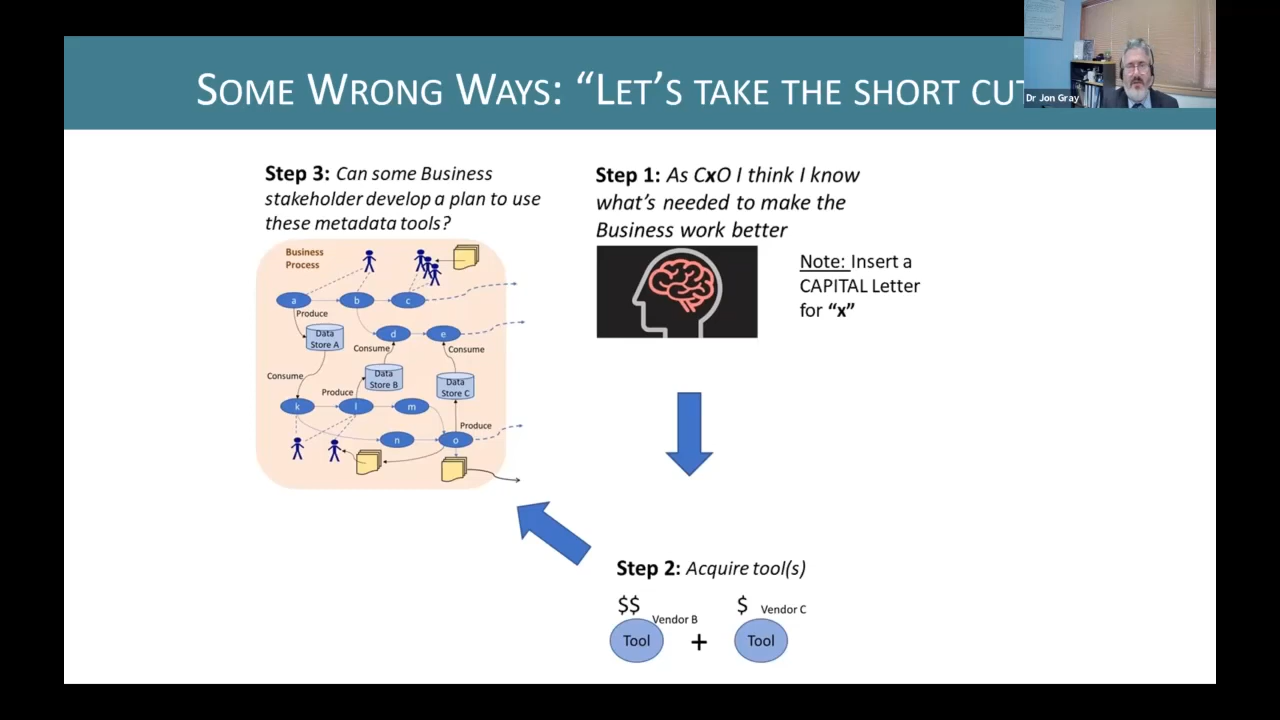 SOME WRONG WAYS: “LET’S TAKE THE SHORT CUT
Dr Jon Gray
Step 3: Can some Business
stakeholder develop a plan to use
these metadata tools?
Business
Process
a
b
c
Produce
Data
Store A
d
e
Consume
Consume
Data
Store B
Data
Store C
Consume
Produce
k
l
m
Produce
n
o
Step 1: As CxO I think I know
what’s needed to make the
Business work better
Note: Insert a
CAPITAL Letter
for “x”
Step 2: Acquire tool(s)
$$
Vendor B
$
Vendor C
Tool
+
Tool